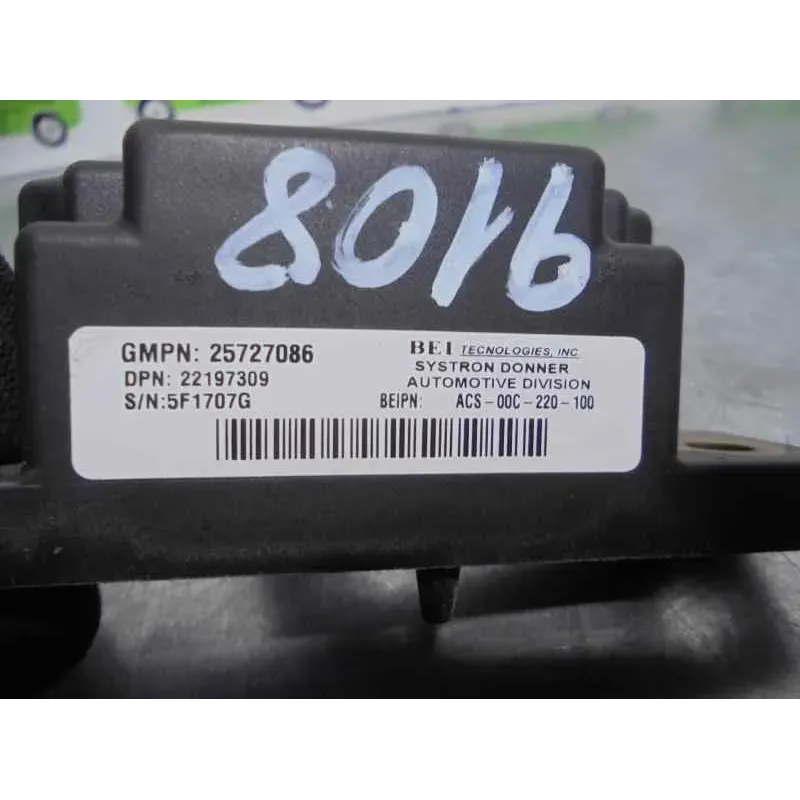 8016
GMPN: 25727086
DPN: 22197309
S/N:5F1707G
BEI TECNOLOGIES, INC
SYSTRON DONNER
AUTOMOTIVE DIVISION
BEIPN: ACS-00C-220-100